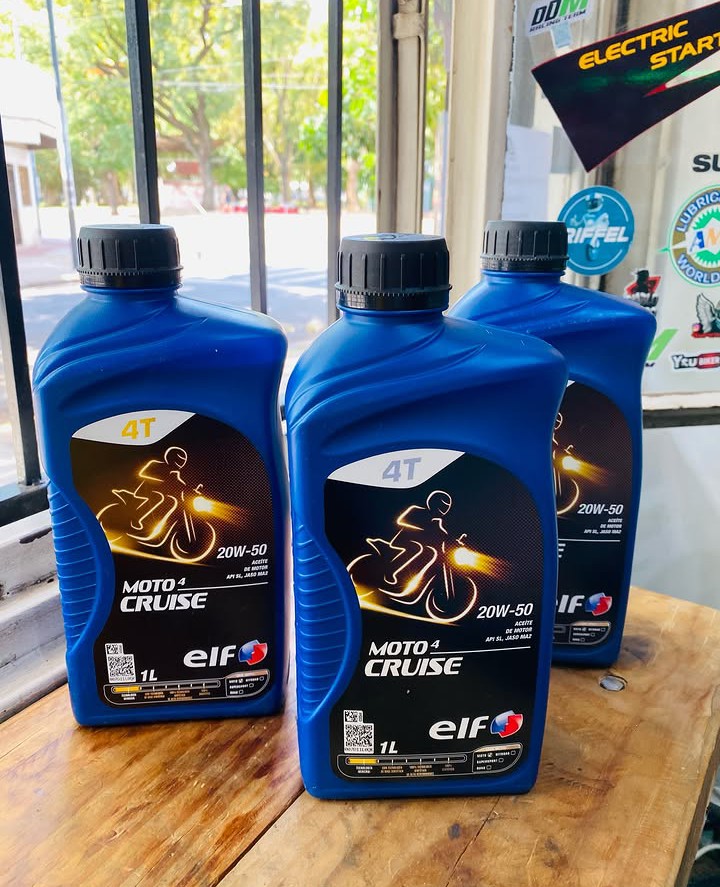 DDM
RACING TEAM
ELECTRIC
START
SU
RIFFEL
LUBRIC
WORLD
4T
20W-50
ACEITE
DE MOTOR
API SL, JASO MA2
MOTO 4
CRUISE
elf
1L
4T
20W-50
ACEITE
DE MOTOR
API SL, JASO MA2
MOTO 4
CRUISE
elf
1L
20W-50
ACEITE
DE MOTOR
API SL, JASO MA2
elf